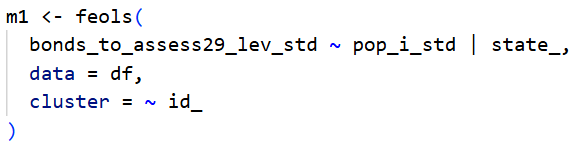 m1 <- feols(
bonds_to_assess29_lev_std ~ pop_i_std | state_,
data = df,
cluster = ~ id_
)